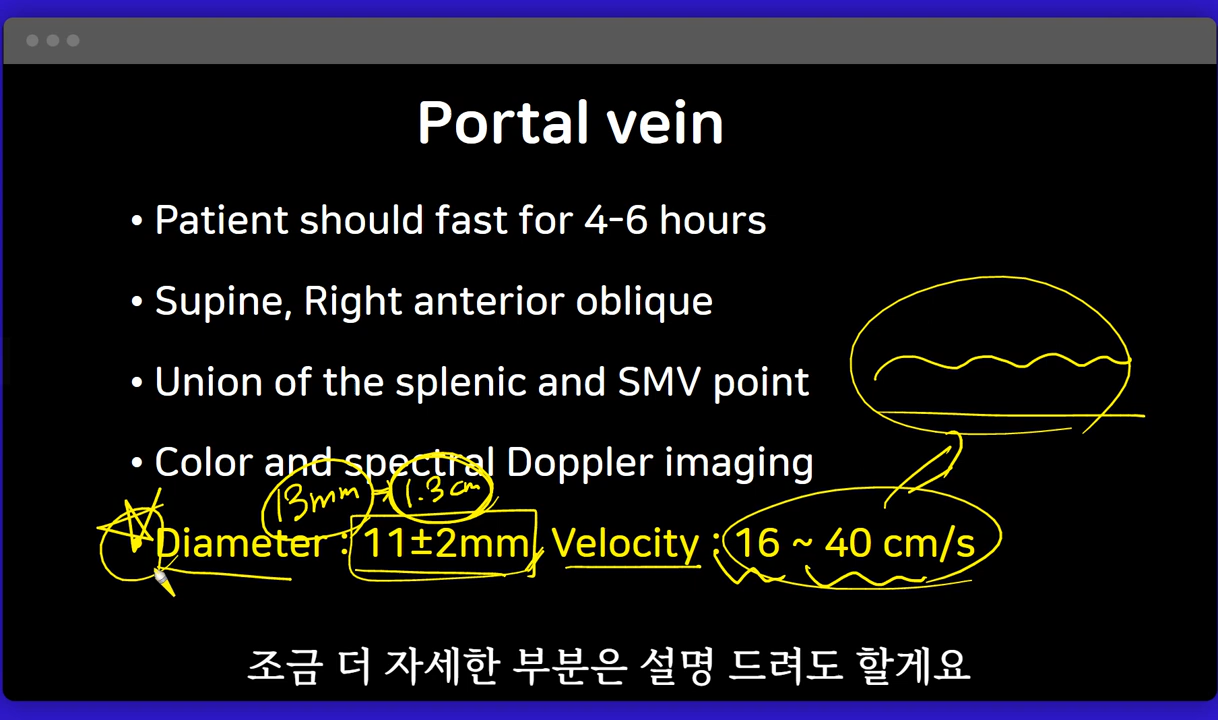 Portal vein
• Patient should fast for 4-6 hours
• Supine, Right anterior oblique
• Union of the splenic and SMV point
• Color and spectral Doppler imaging
13mm = 1.3cm
• Diameter : 11±2mm, Velocity : 16 ~ 40 cm/s
조금 더 자세한 부분은 설명 드려도 할게요